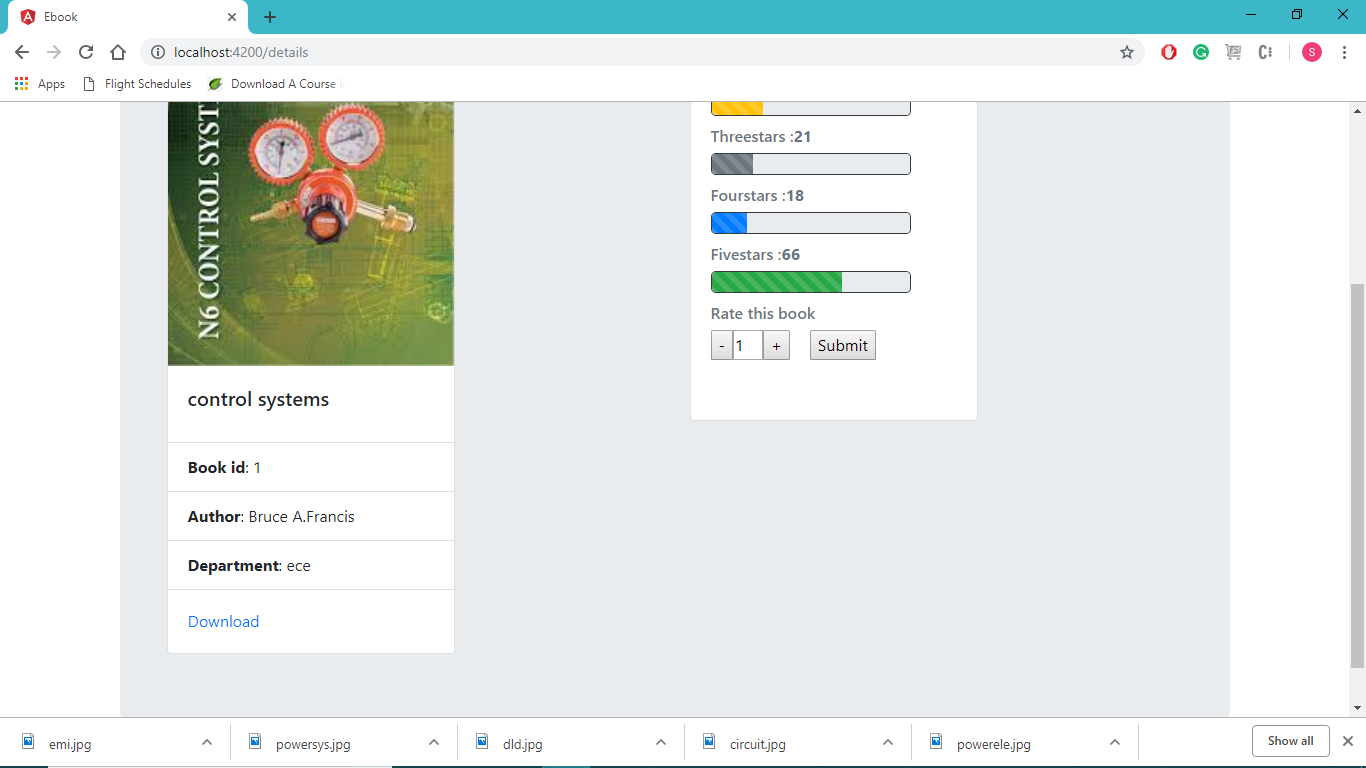 Ebook
localhost:4200/details
Apps
Flight Schedules
Download A Course i
N6 CONTROL SYST
control systems
Book id: 1
Author: Bruce A.Francis
Department: ece
Download
Threestars :21
Fourstars :18
Fivestars :66
Rate this book
- 1 + Submit
emi.jpg
powersys.jpg
dld.jpg
circuit.jpg
powerele.jpg
Show all
S